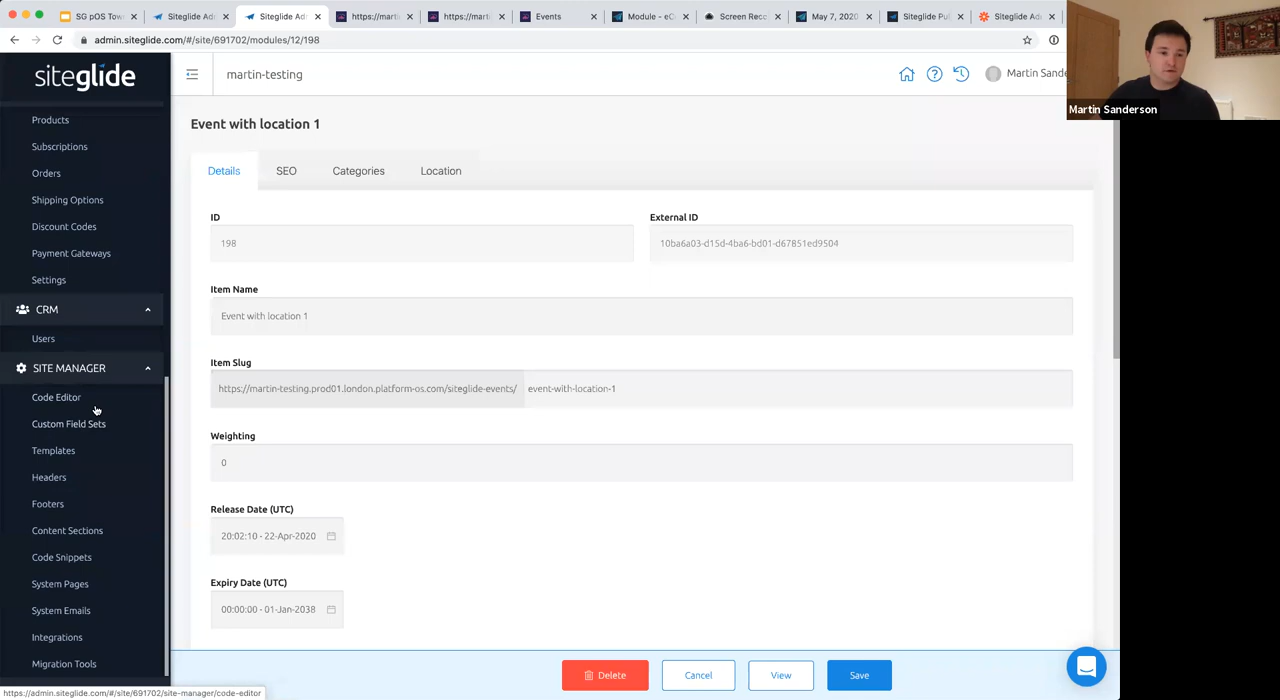 SG pOS Tow
Siteglide Adm
Siteglide Adm
https://marti
https://marti
Events
Module - eC
Screen Rec
May 7, 2020
Siteglide Pul
Siteglide Ad
admin.siteglide.com/#/site/691702/modules/12/198
siteglide
martin-testing
Martin Sande
Martin Sanderson
Products
Subscriptions
Orders
Shipping Options
Discount Codes
Payment Gateways
Settings
CRM
Users
SITE MANAGER
Code Editor
Custom Field Sets
Templates
Headers
Footers
Content Sections
Code Snippets
System Pages
System Emails
Integrations
Migration Tools
https://admin.siteglide.com/#/site/691702/site-manager/code-editor
Event with location 1
Details SEO Categories Location
ID External ID
198 10ba6a03-d15d-4ba6-bd01-d67851ed9504
Item Name
Event with location 1
Item Slug
https://martin-testing.prod01.london.platform-os.com/siteglide-events/ event-with-location-1
Weighting
0
Release Date (UTC)
20:02:10 - 22-Apr-2020
Expiry Date (UTC)
00:00:00 - 01-Jan-2038
Delete Cancel View Save